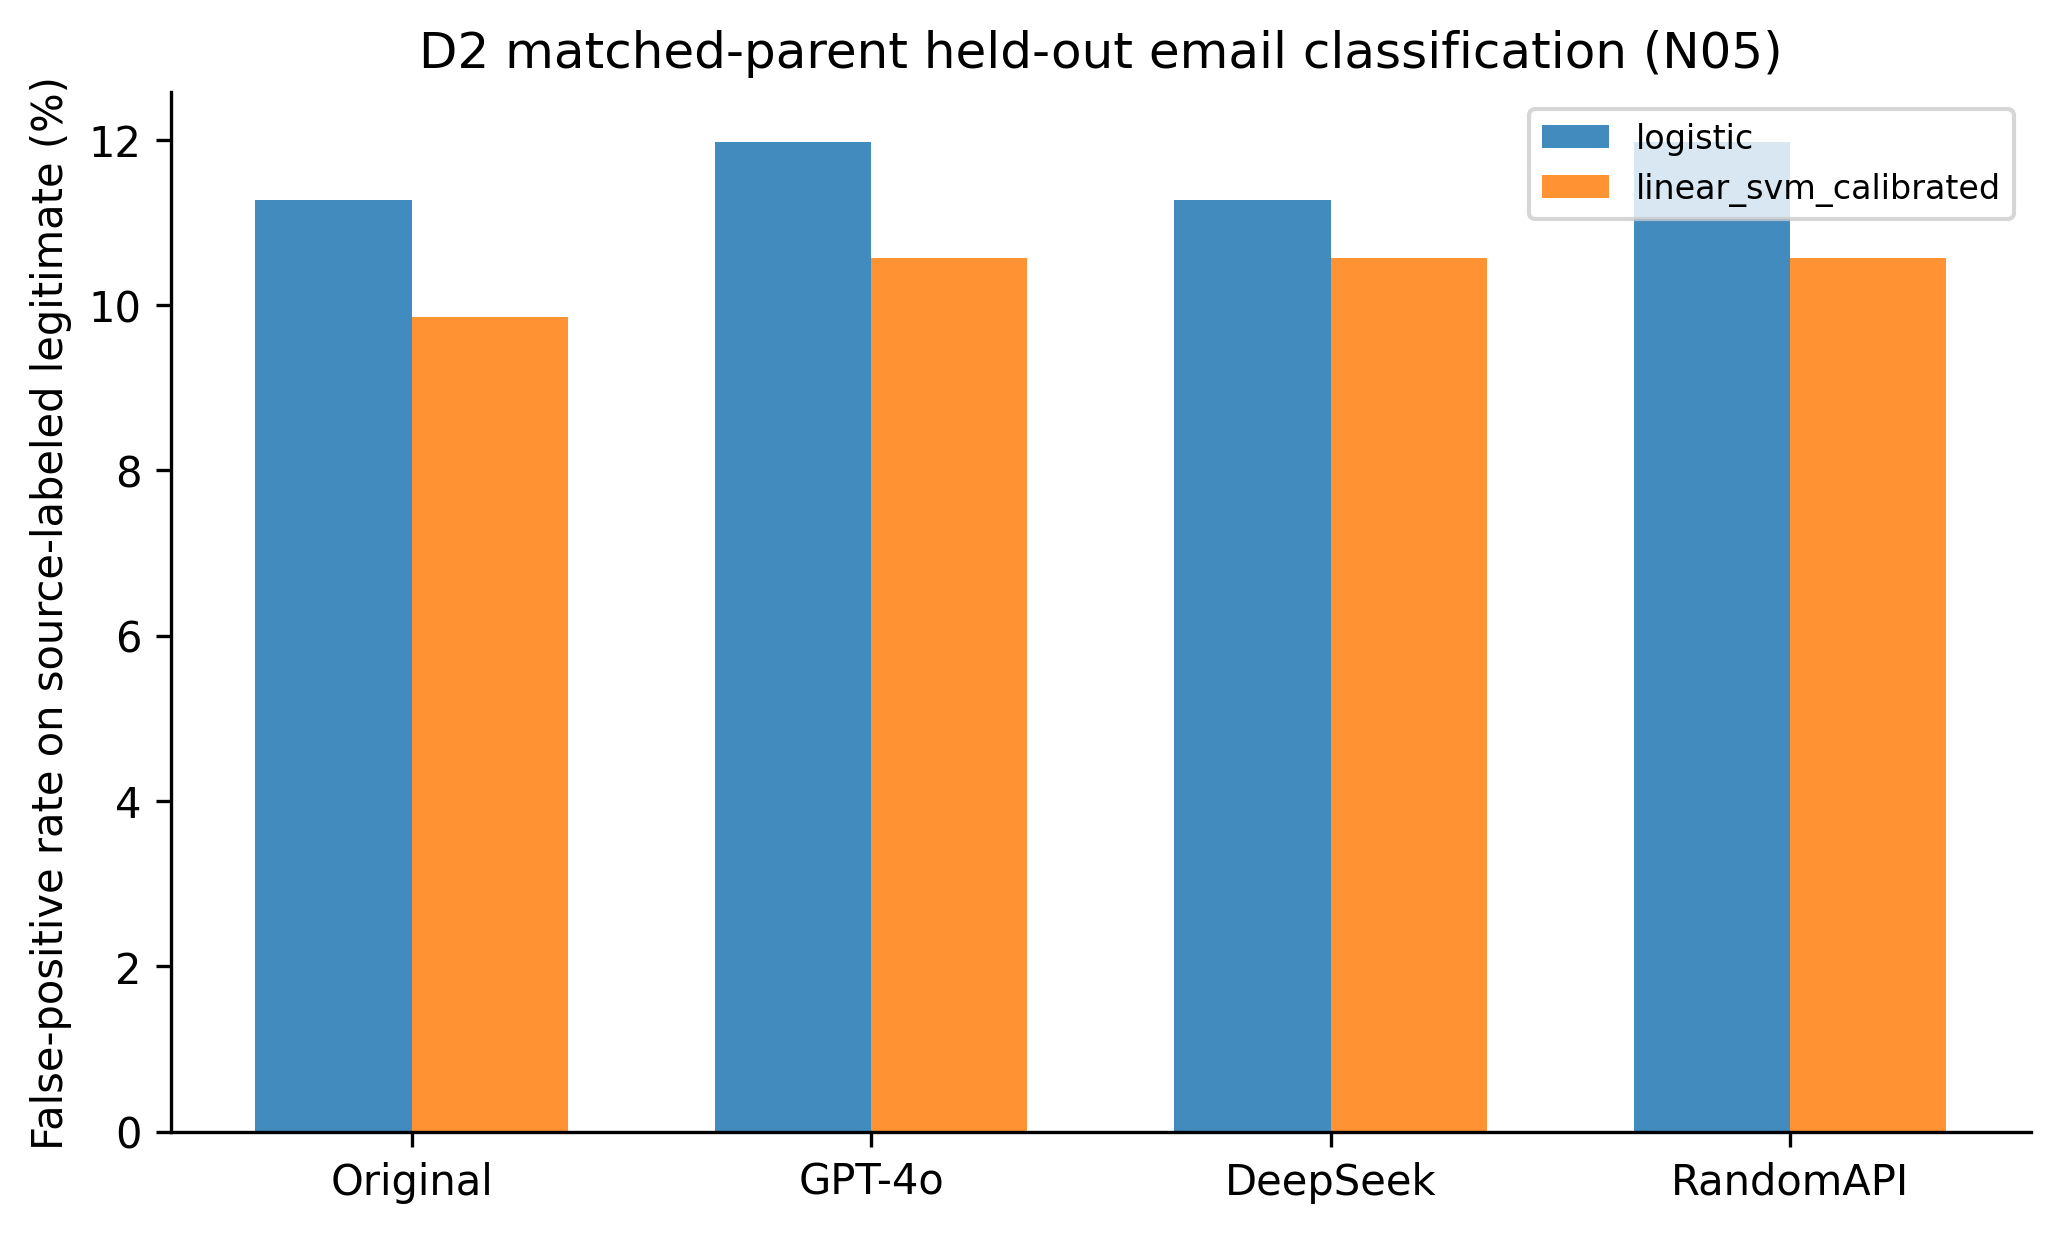 D2 matched-parent held-out email classification (N05)
False-positive rate on source-labeled legitimate (%)
12
10
8
6
4
2
0
logistic
linear_svm_calibrated
Original
GPT-4o
DeepSeek
RandomAPI